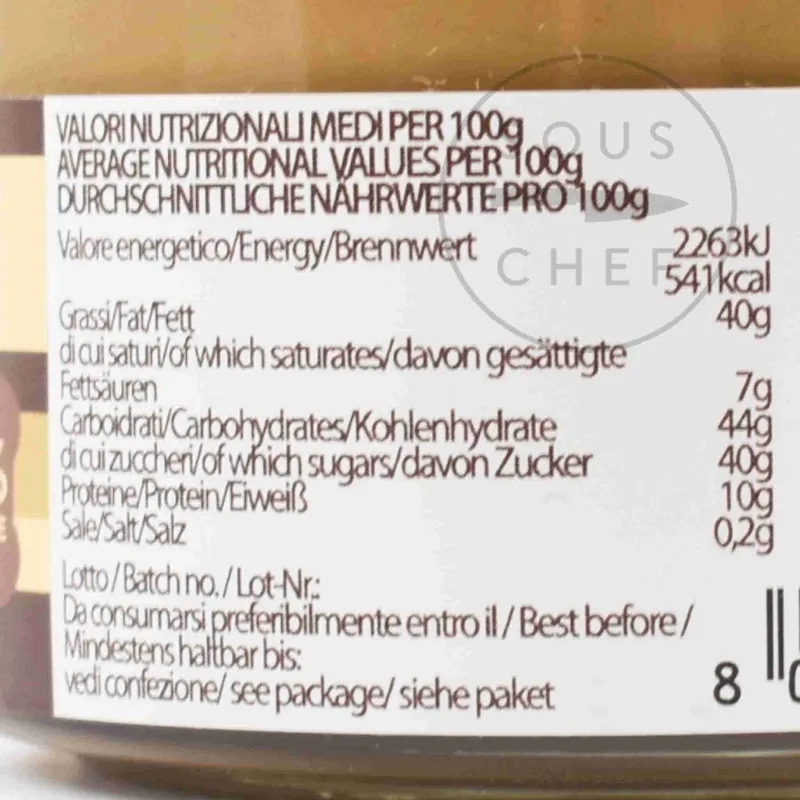 VALORI NUTRIZIONALI MEDI PER 100g
AVERAGE NUTRITIONAL VALUES PER 100g
DURCHSCHNITTLICHE NÄHRWERTE PRO 100g
Valore energetico/Energy/Brennwert 2263kJ
541kcal
Grassi/Fat/Fett 40g
di cui saturi/of which saturates/davon gesättigte
Fettsäuren 7g
Carboidrati/Carbohydrates/Kohlenhydrate 44g
di cui zuccheri/of which sugars/davon Zucker 40g
Proteine/Protein/Eiweiß 10g
Sale/Salt/Salz 0,2g
Lotto / Batch no. / Lot-Nr.:
Da consumarsi preferibilmente entro il / Best before /
Mindestens haltbar bis:
vedi confezione/ see package/ siehe paket
8
SOUS
CHEF